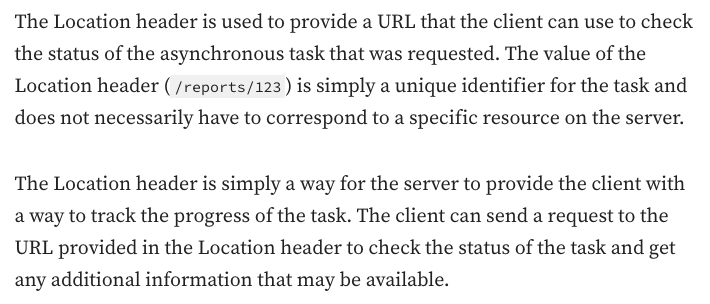 The Location header is used to provide a URL that the client can use to check
the status of the asynchronous task that was requested. The value of the
Location header ( /reports/123 ) is simply a unique identifier for the task and
does not necessarily have to correspond to a specific resource on the server.
The Location header is simply a way for the server to provide the client with
a way to track the progress of the task. The client can send a request to the
URL provided in the Location header to check the status of the task and get
any additional information that may be available.